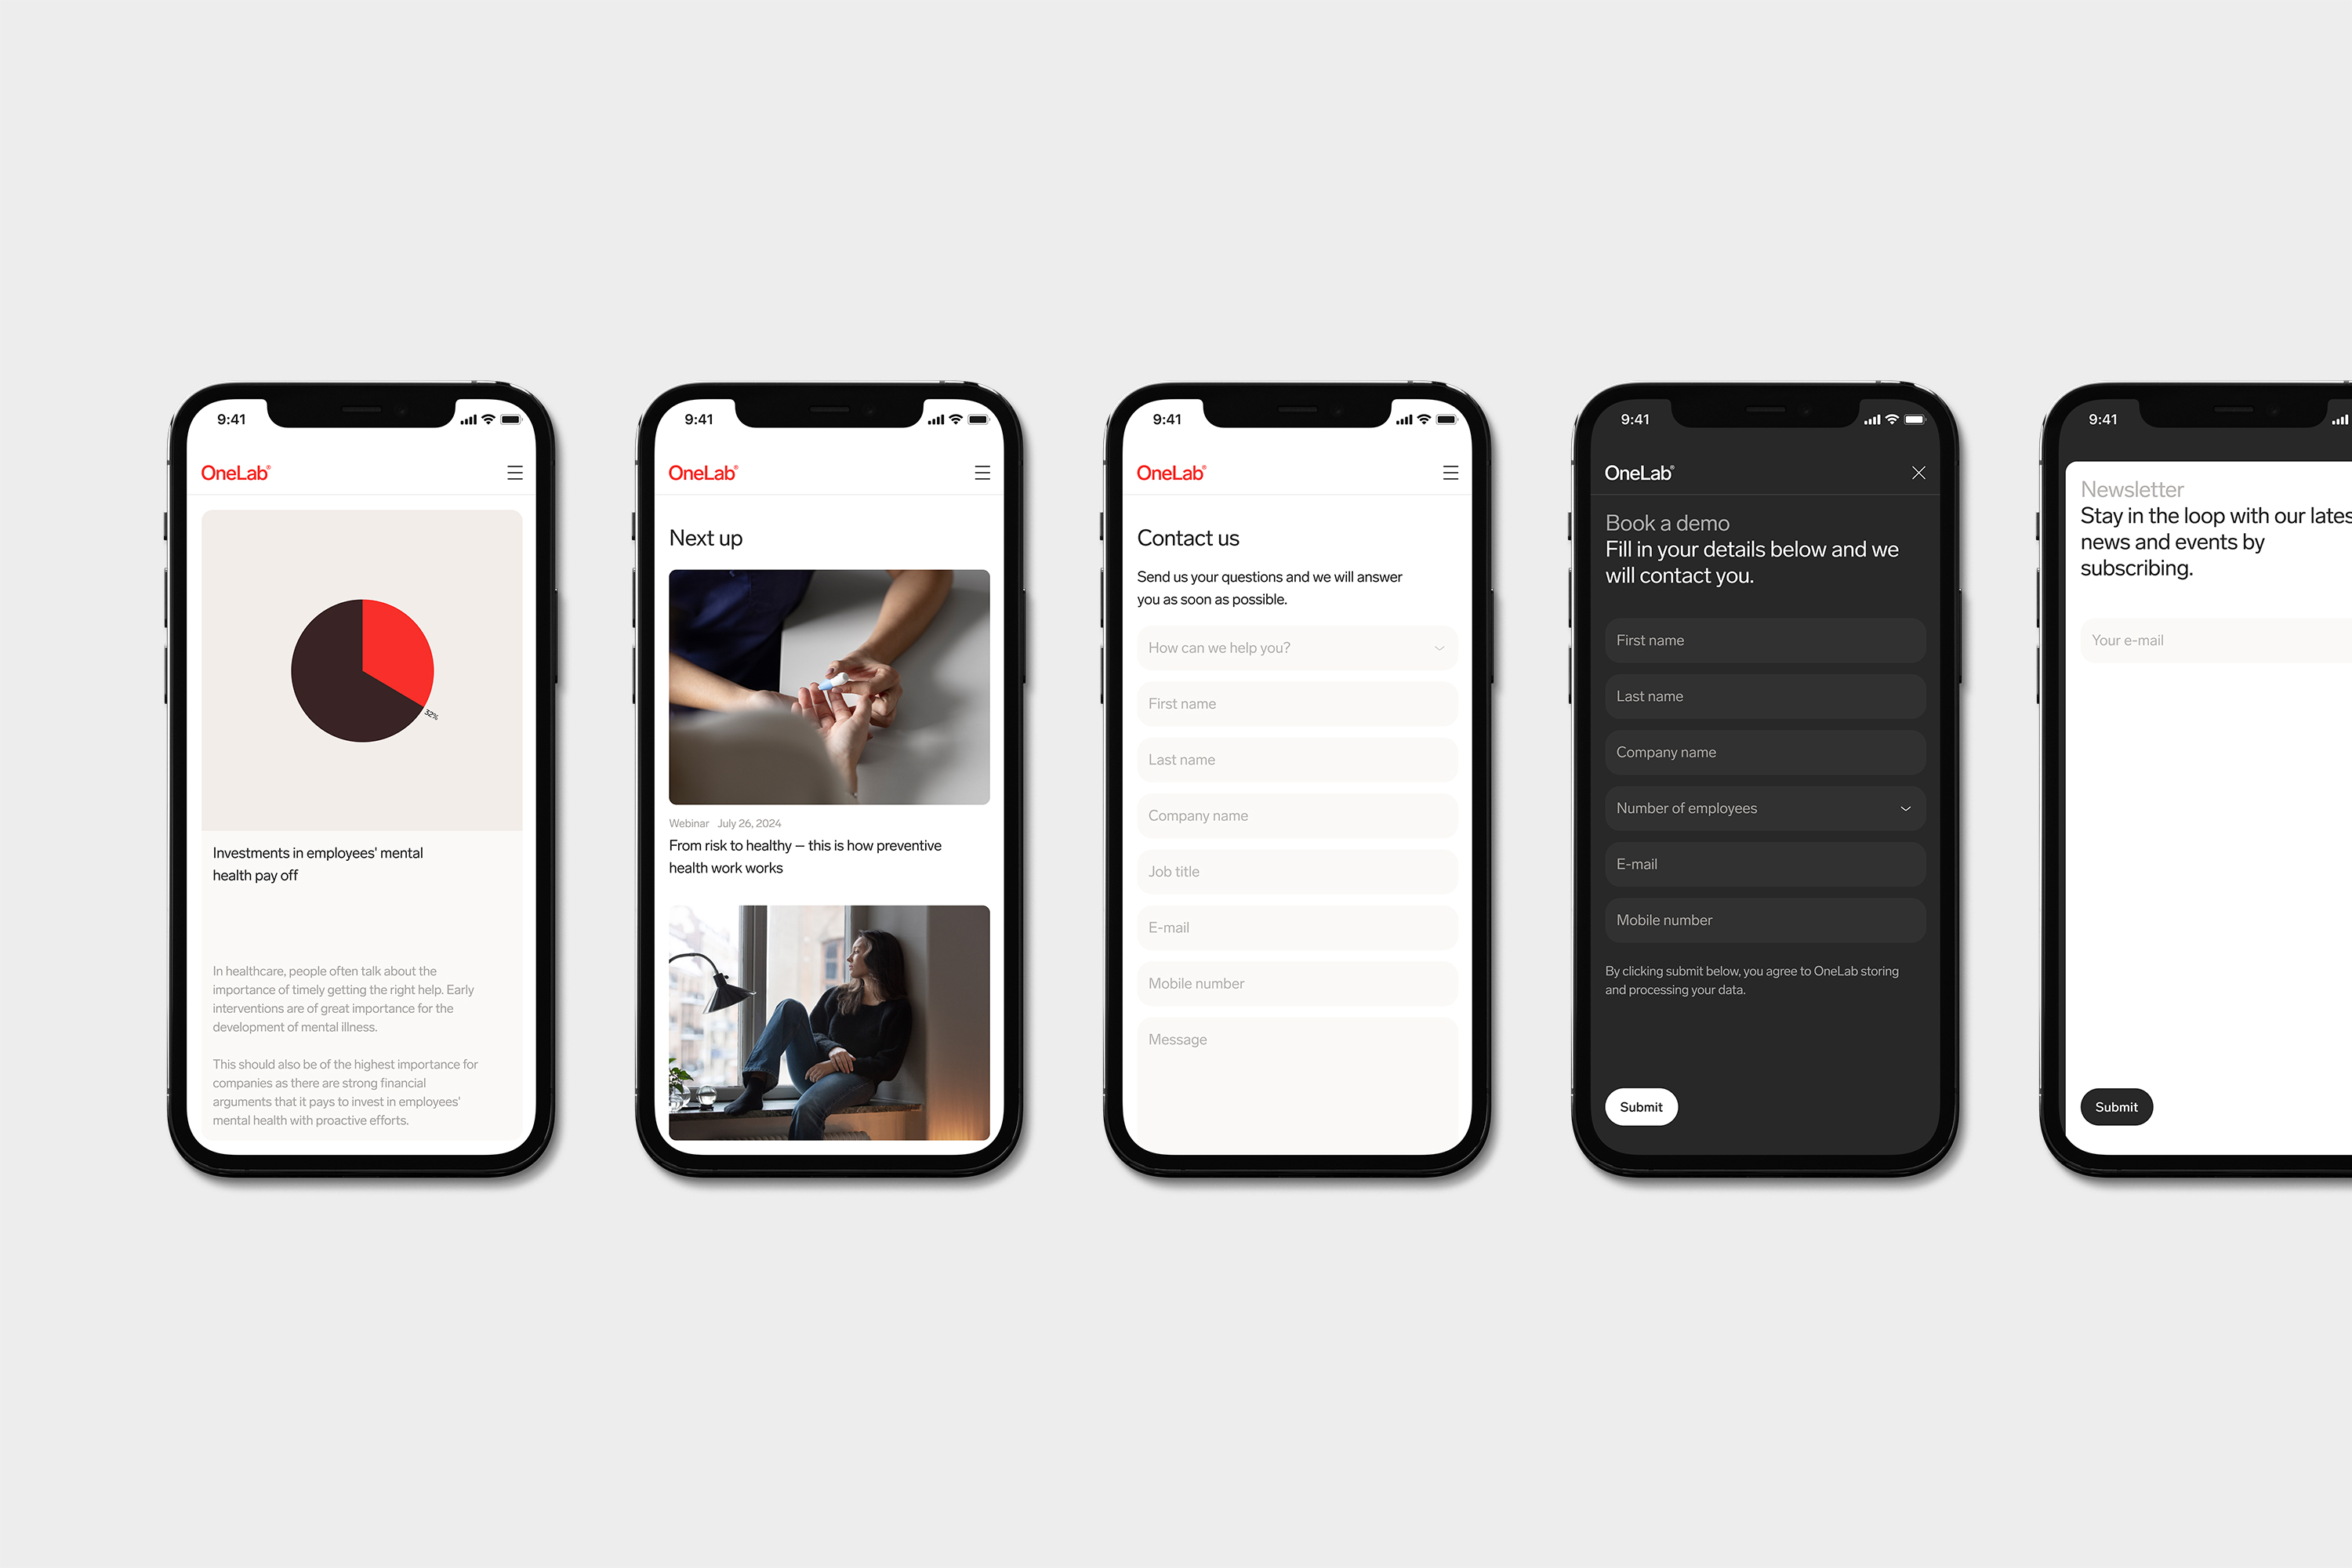 9:41
OneLab®
32%
Investments in employees' mental
health pay off
In healthcare, people often talk about the
importance of timely getting the right help. Early
interventions are of great importance for the
development of mental illness.
This should also be of the highest importance for
companies as there are strong financial
arguments that it pays to invest in employees'
mental health with proactive efforts.
9:41
OneLab®
Next up
Webinar July 26, 2024
From risk to healthy – this is how preventive
health work works
9:41
OneLab®
Contact us
Send us your questions and we will answer
you as soon as possible.
How can we help you?
First name
Last name
Company name
Job title
E-mail
Mobile number
Message
9:41
OneLab®
Book a demo
Fill in your details below and we
will contact you.
First name
Last name
Company name
Number of employees
E-mail
Mobile number
By clicking submit below, you agree to OneLab storing
and processing your data.
Submit
9:41
Newsletter
Stay in the loop with our
news and events by
subscribing.
Your e-mail
Submit